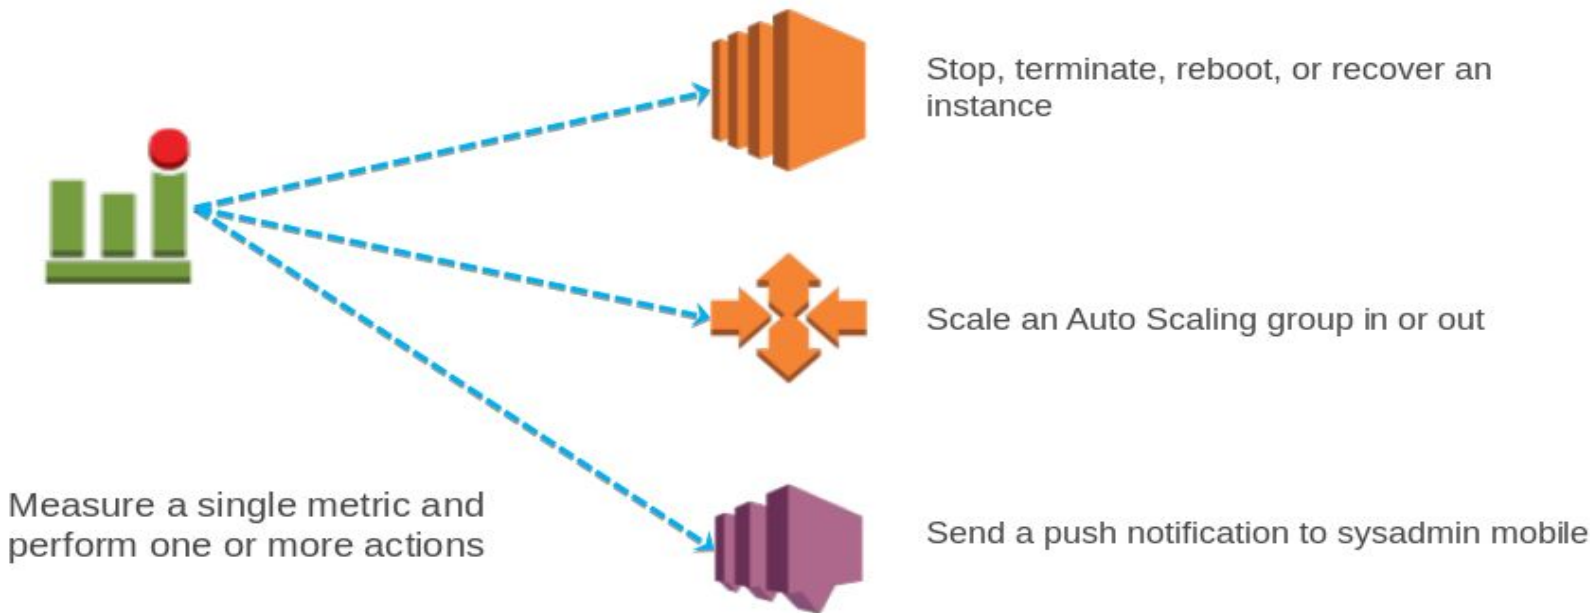 Stop, terminate, reboot, or recover an
instance
Scale an Auto Scaling group in or out
Measure a single metric and
perform one or more actions
Send a push notification to sysadmin mobile